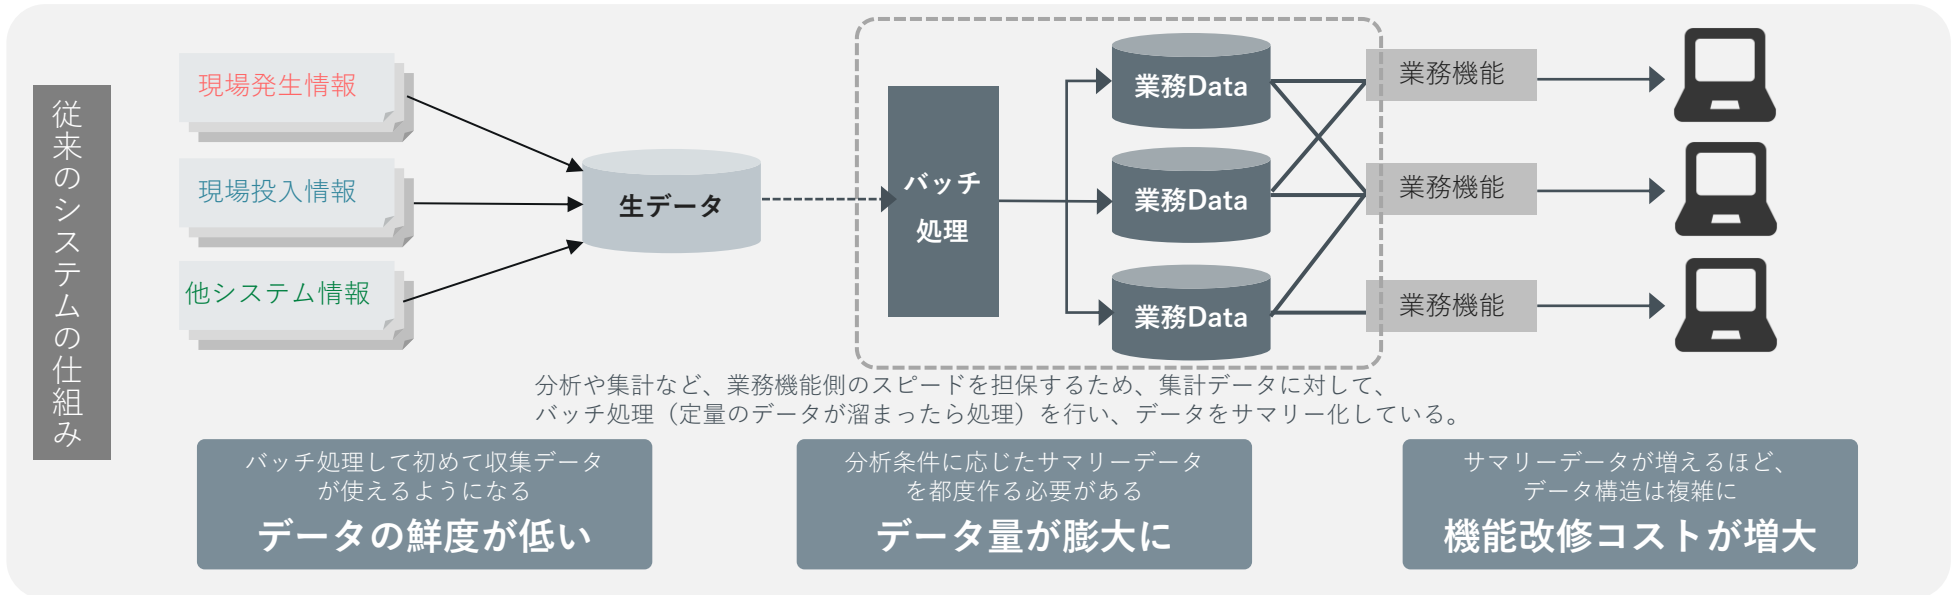 従来のシステムの仕組み
現場発生情報
現場投入情報
他システム情報
生データ
バッチ
処理
業務Data
業務Data
業務Data
業務機能
業務機能
業務機能
分析や集計など、業務機能側のスピードを担保するため、集計データに対して、
バッチ処理（定量のデータが溜まったら処理）を行い、データをサマリー化している。
バッチ処理して初めて収集データ
が使えるようになる
データの鮮度が低い
分析条件に応じたサマリーデータ
を都度作る必要がある
データ量が膨大に
サマリーデータが増えるほど、
データ構造は複雑に
機能改修コストが増大